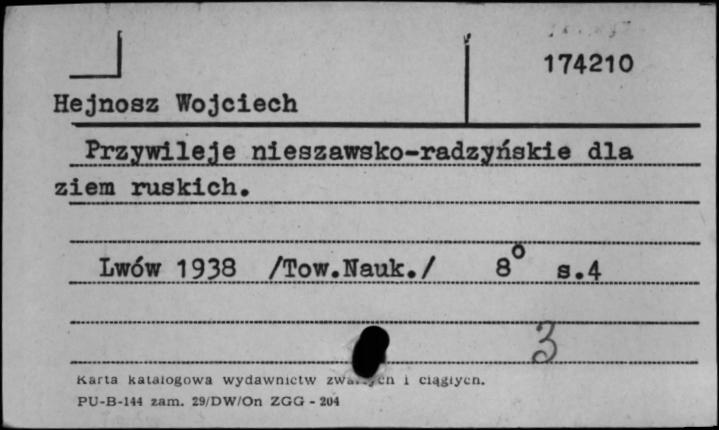 174210
Hejnosz Wojciech
Przywileje nieszawsko-radzyńskie dla
ziem ruskich.
Lwów 1938 /Tow.Nauk./ 8° s.4
3
Karta katalogowa wydawnictw i ciągłych.
PU-B-144 zam. 29/DW/On ZGG - 204